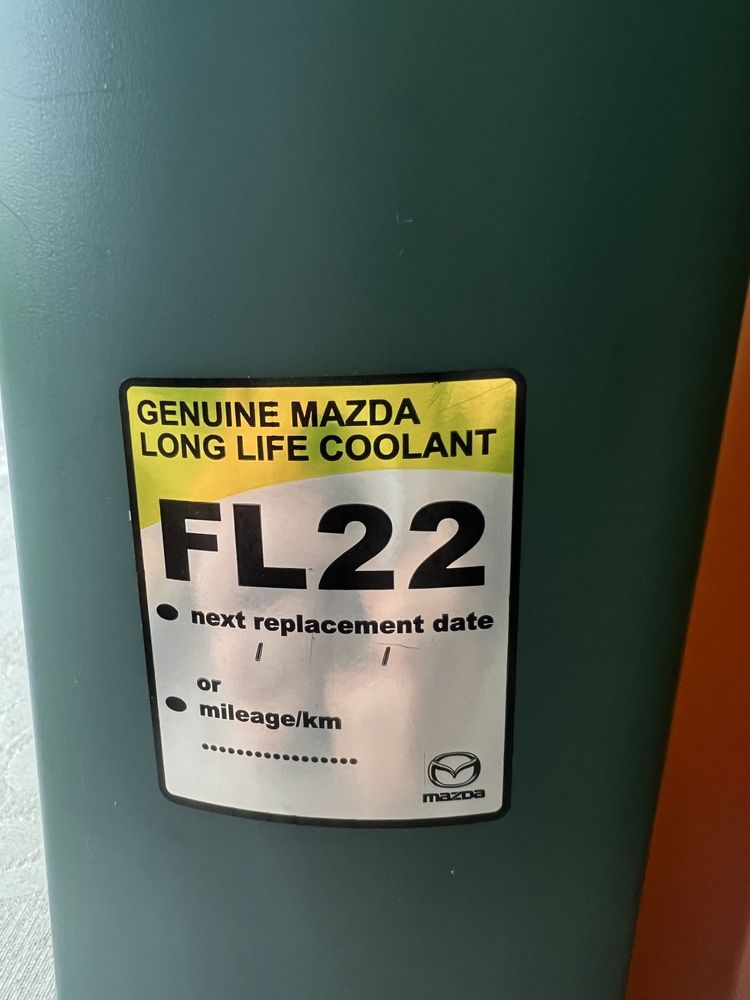 GENUINE MAZDA
LONG LIFE COOLANT
FL22
● next replacement date
/ /
or
● mileage/km
.................
mazda